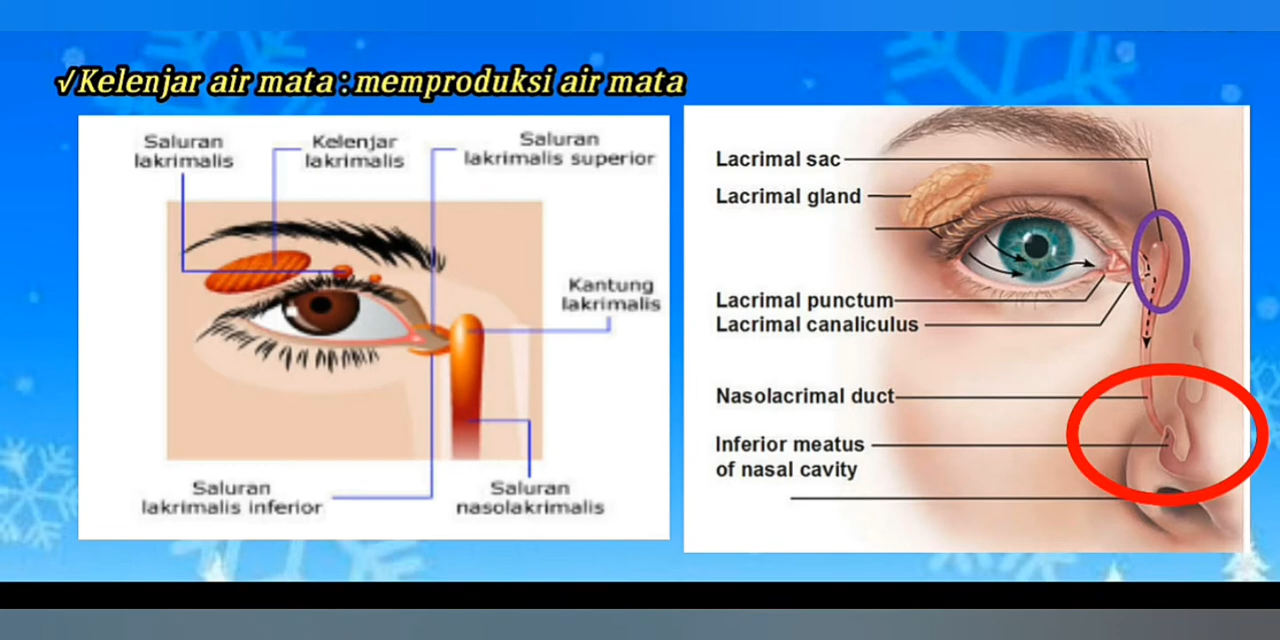 √Kelenjar air mata : memproduksi air mata
Saluran
lakrimalis
Kelenjar
lakrimalis
Saluran
lakrimalis superior
Kantung
lakrimalis
Saluran
lakrimalis inferior
Saluran
nasolakrimalis
Lacrimal sac
Lacrimal gland
Lacrimal punctum
Lacrimal canaliculus
Nasolacrimal duct
Inferior meatus
of nasal cavity